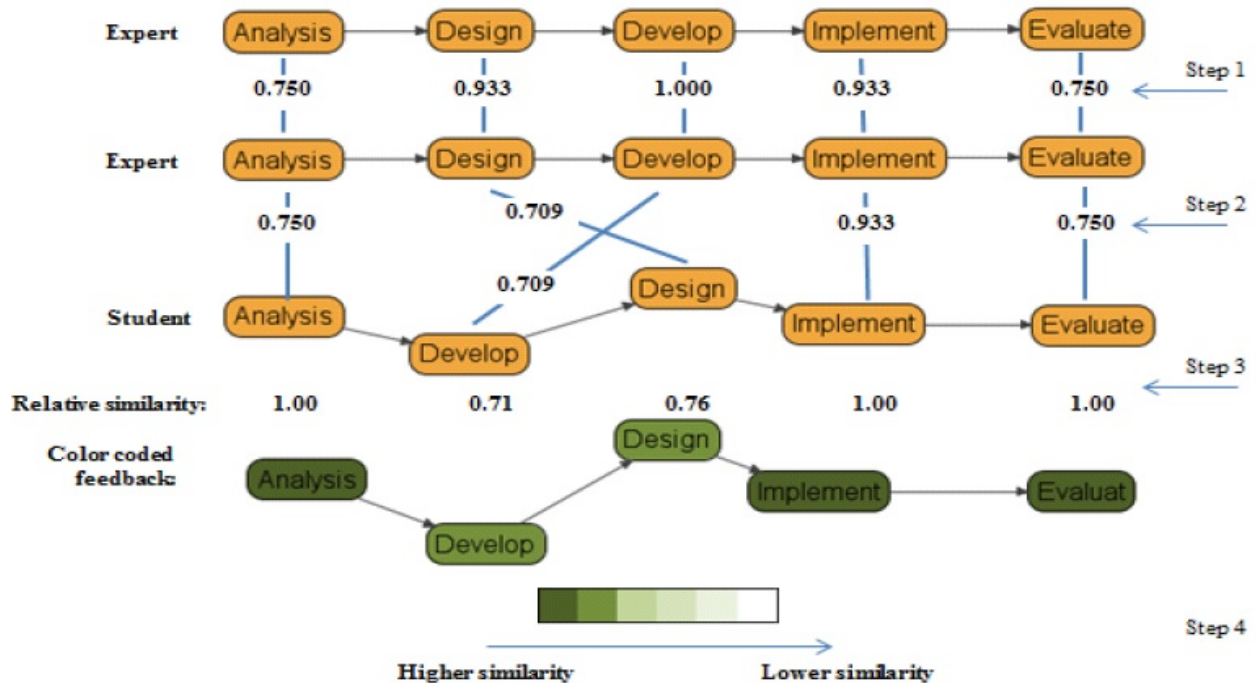 Expert Analysis Design Develop Implement Evaluate
Step 1
0.750 0.933 1.000 0.933 0.750
Expert Analysis Design Develop Implement Evaluate
Step 2
0.709
0.750 0.933 0.750
0.709
Design
Student Analysis Implement Evaluate
Develop
Step 3
Relative similarity: 1.00 0.71 0.76 1.00 1.00
Design
Color coded
feedback:
Analysis Implement Evaluat
Develop
Step 4
Higher similarity Lower similarity